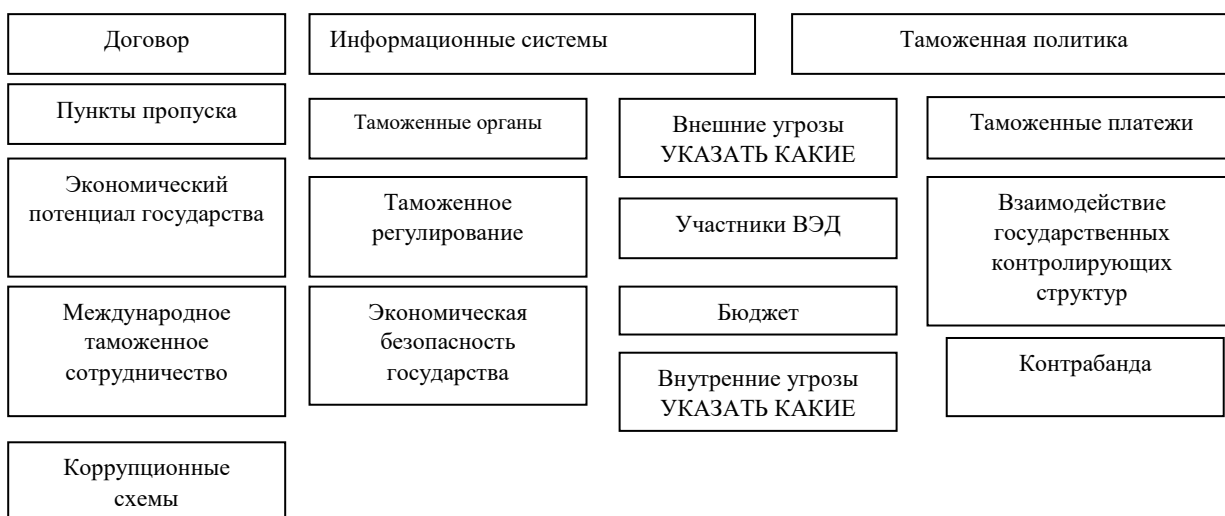 Договор
Информационные системы
Таможенная политика
Пункты пропуска
Таможенные органы
Внешние угрозы
УКАЗАТЬ КАКИЕ
Таможенные платежи
Экономический
потенциал государства
Таможенное
регулирование
Участники ВЭД
Взаимодействие
государственных
контролирующих
структур
Международное
таможенное
сотрудничество
Экономическая
безопасность
государства
Бюджет
Внутренние угрозы
УКАЗАТЬ КАКИЕ
Контрабанда
Коррупционные
схемы